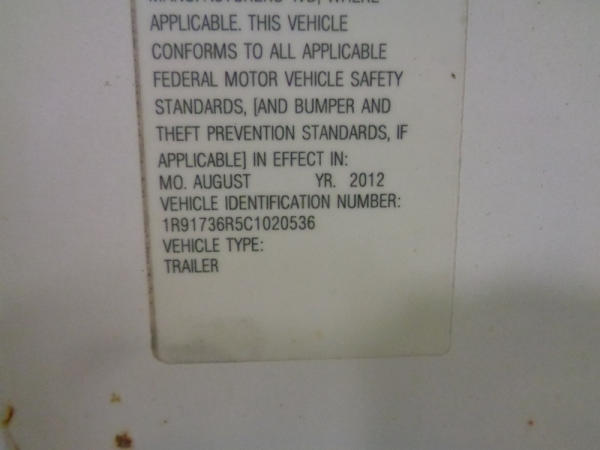 APPLICABLE. THIS VEHICLE
CONFORMS TO ALL APPLICABLE
FEDERAL MOTOR VEHICLE SAFETY
STANDARDS, [AND BUMPER AND
THEFT PREVENTION STANDARDS, IF
APPLICABLE] IN EFFECT IN:
MO. AUGUST YR. 2012
VEHICLE IDENTIFICATION NUMBER:
1R91736R5C1020536
VEHICLE TYPE:
TRAILER